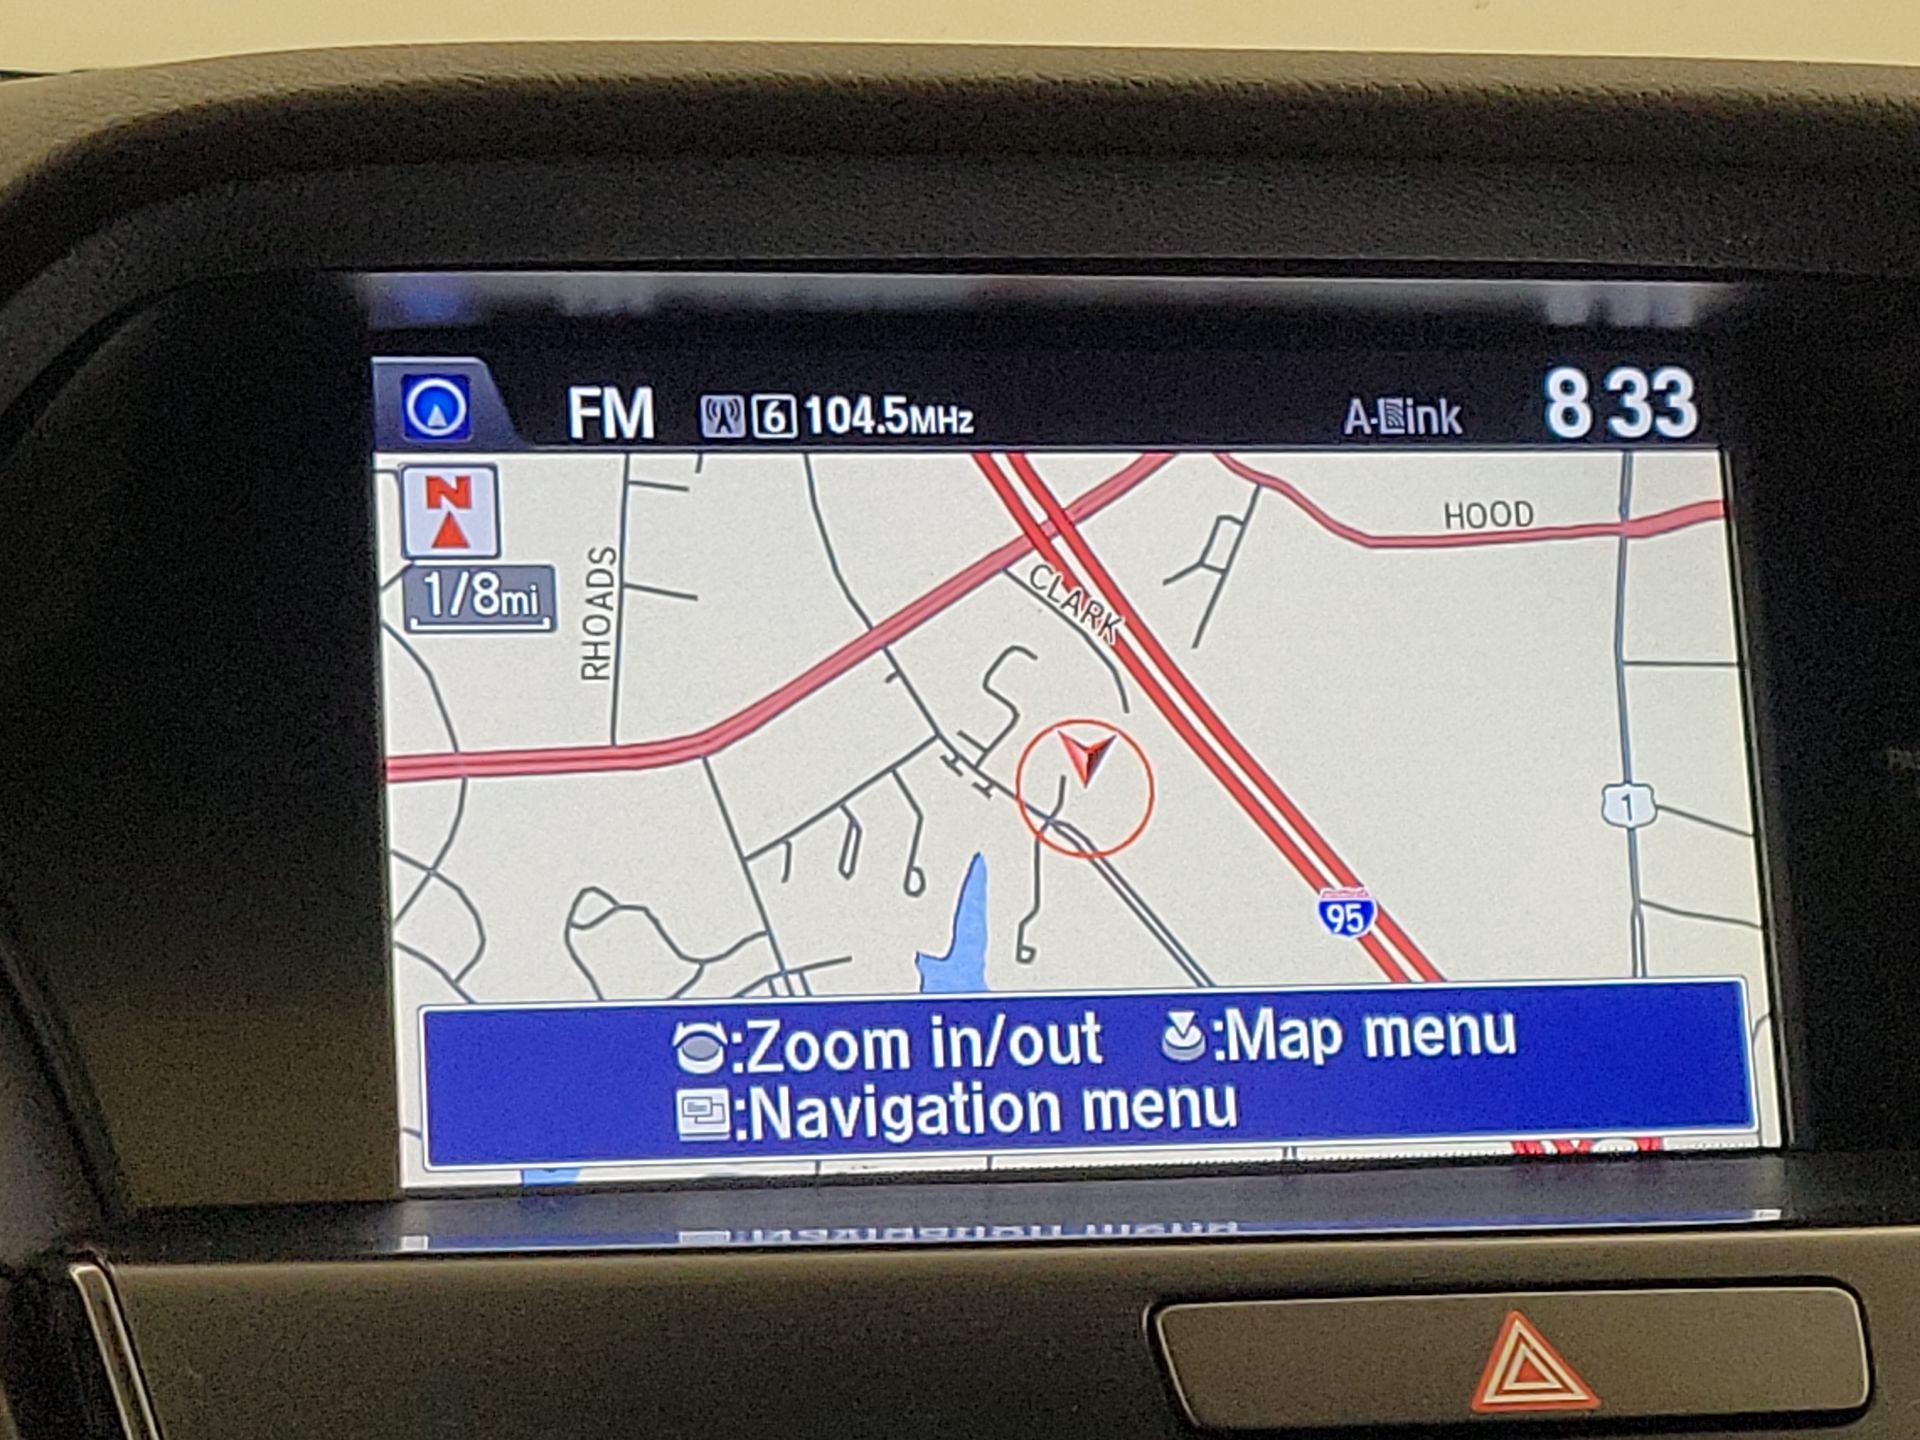 FM 6 104.5MHz A-Link 8 33
N
1/8mi
RHOADS
HOOD
CLARK
1
95
:Zoom in/out :Map menu
:Navigation menu